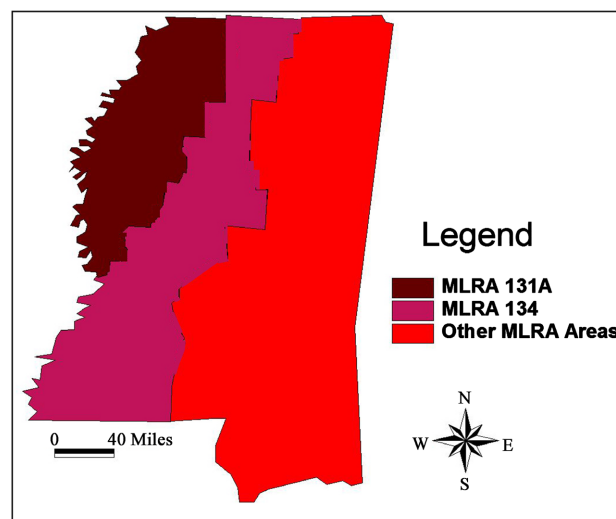 Legend
MLRA 131A
MLRA 134
Other MLRA Areas
0 40 Miles
N
W E
S